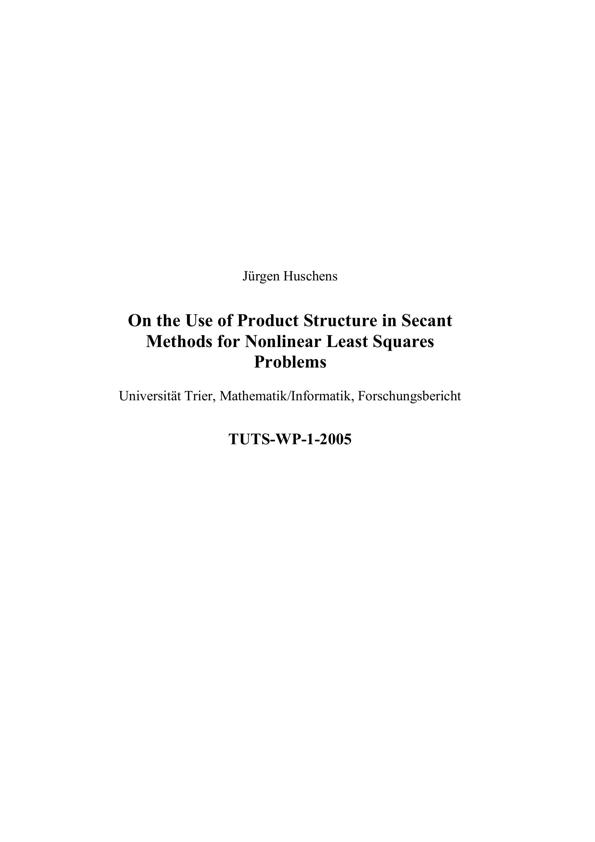 Jürgen Huschens
On the Use of Product Structure in Secant
Methods for Nonlinear Least Squares
Problems
Universität Trier, Mathematik/Informatik, Forschungsbericht
TUTS-WP-1-2005